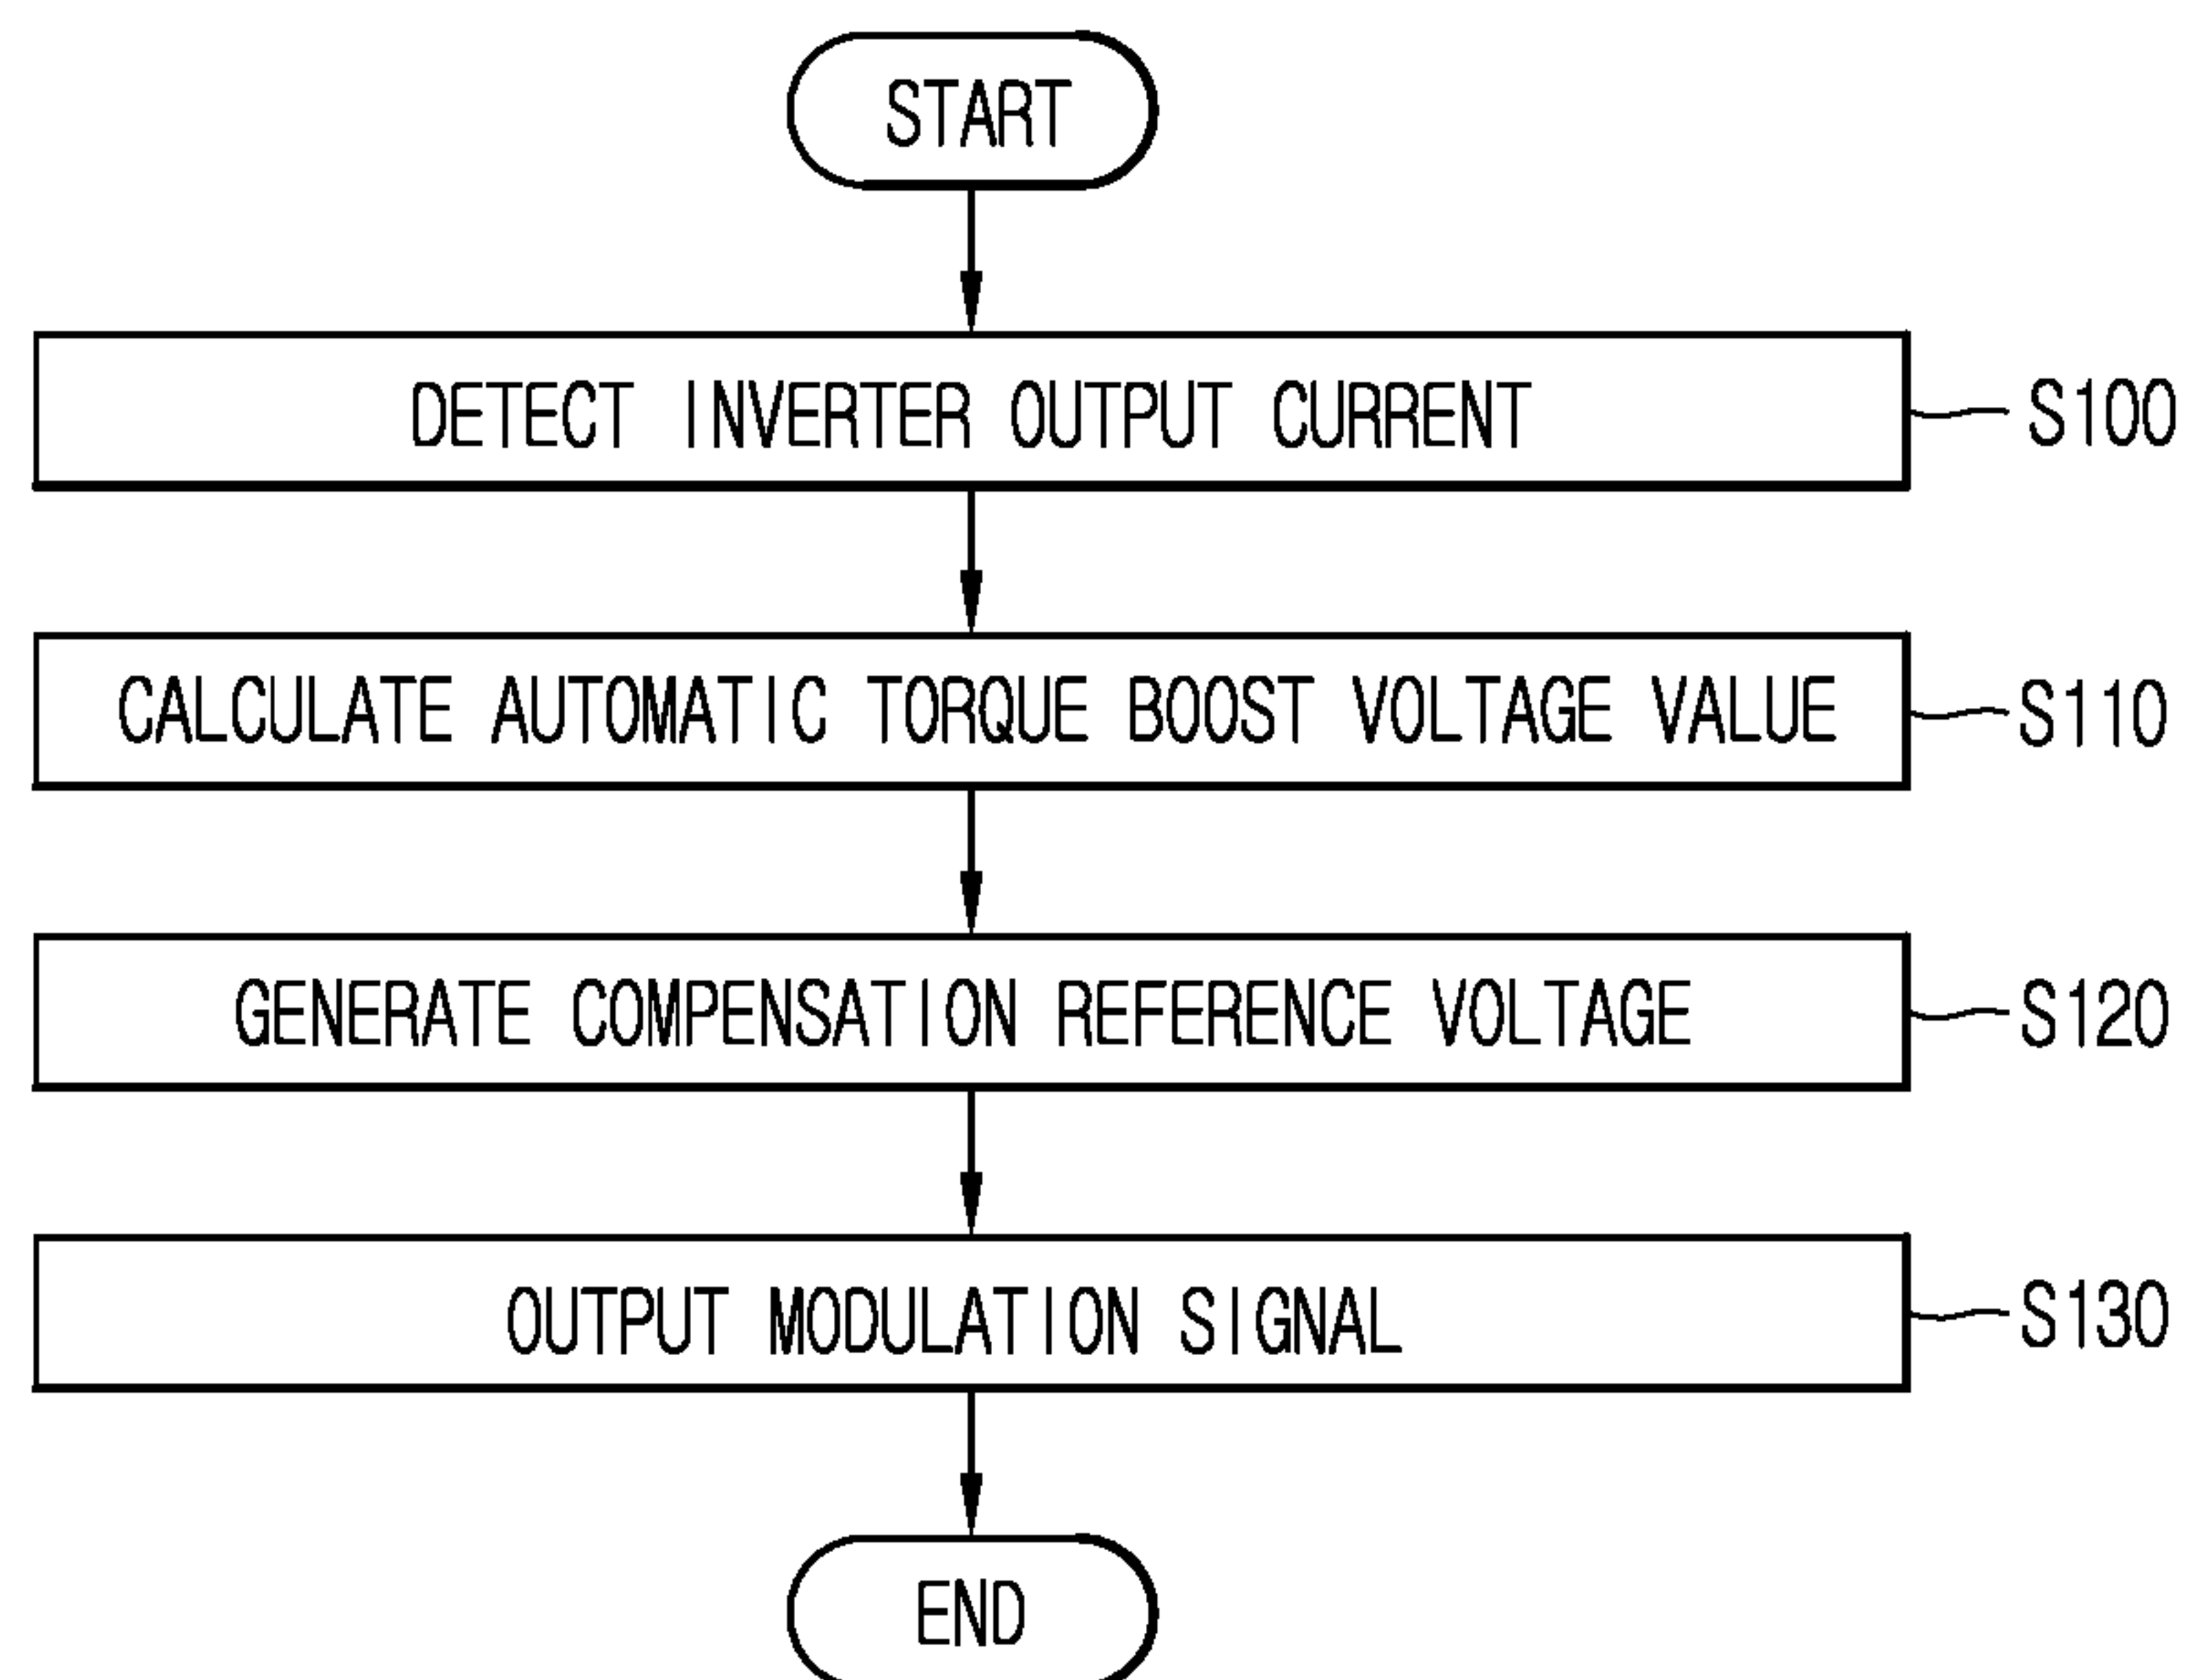 START
DETECT INVERTER OUTPUT CURRENT
S100
CALCULATE AUTOMATIC TORQUE BOOST VOLTAGE VALUE
S110
GENERATE COMPENSATION REFERENCE VOLTAGE
S120
OUTPUT MODULATION SIGNAL
S130
END